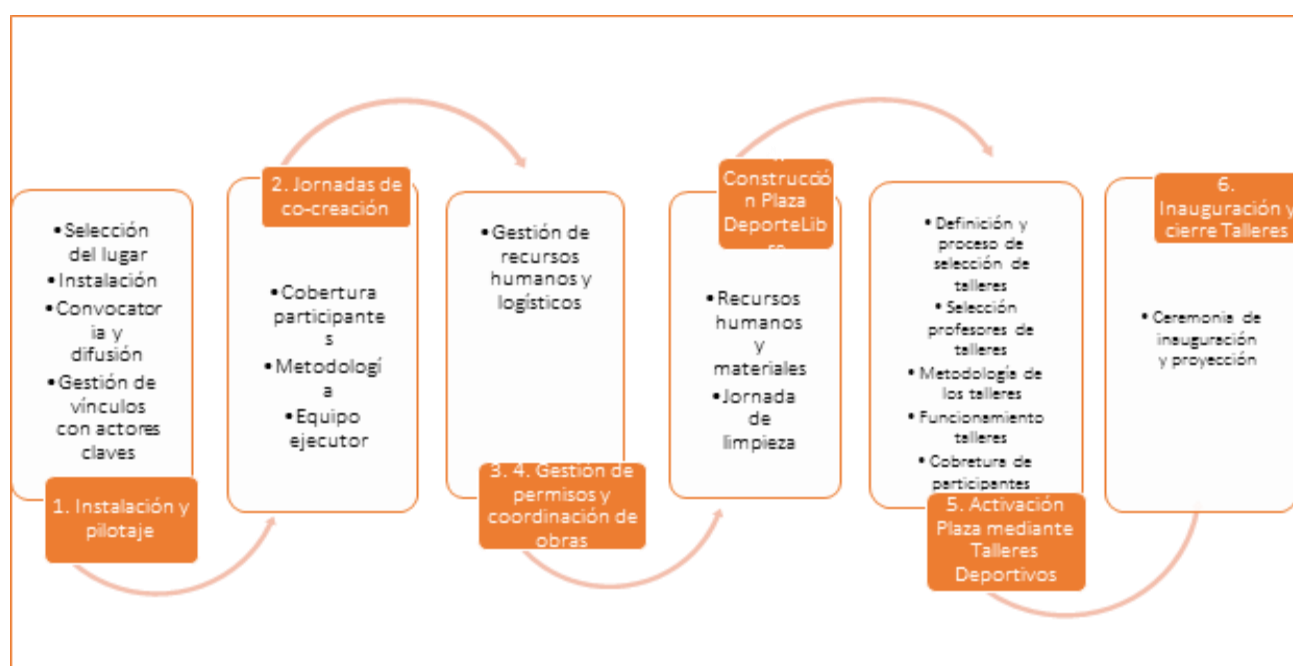 •Selección
del lugar
•Instalación
•Convocator
ia y
difusión
•Gestión de
vínculos
con actores
claves
1. Instalación y
pilotaje
2. Jornadas de
co-creación
•Cobertura
participante
s
•Metodologí
a
•Equipo
ejecutor
•Gestión de
recursos
humanos y
logísticos
3. 4. Gestión de
permisos y
coordinación de
obras
Construcció
n Plaza
DeporteLib
re
•Recursos
humanos
y
materiales
•Jornada
de
limpieza
•Definición y
proceso de
selección de
talleres
•Selección
profesores de
talleres
•Metodología de
los talleres
•Funcionamiento
talleres
•Cobretura de
participantes
5. Activación
Plaza mediante
Talleres
Deportivos
6.
Inauguración y
cierre Talleres
•Ceremonia de
inauguración
y proyección